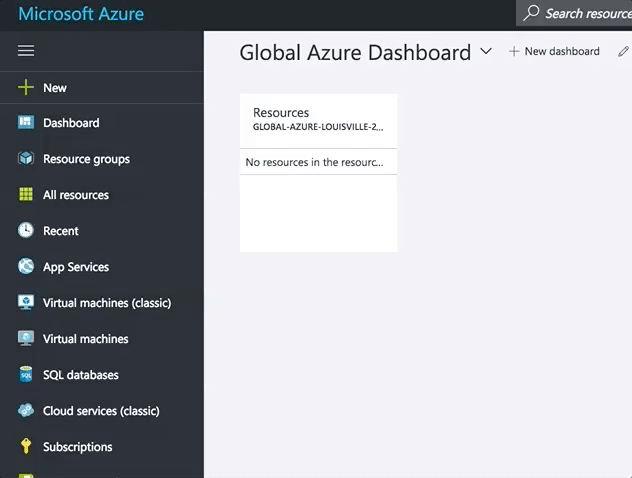 Microsoft Azure
Search resource
Global Azure Dashboard
New dashboard
New
Dashboard
Resource groups
All resources
Recent
App Services
Virtual machines (classic)
Virtual machines
SQL databases
Cloud services (classic)
Subscriptions
Resources
GLOBAL-AZURE-LOUISVILLE-2...
No resources in the resourc...